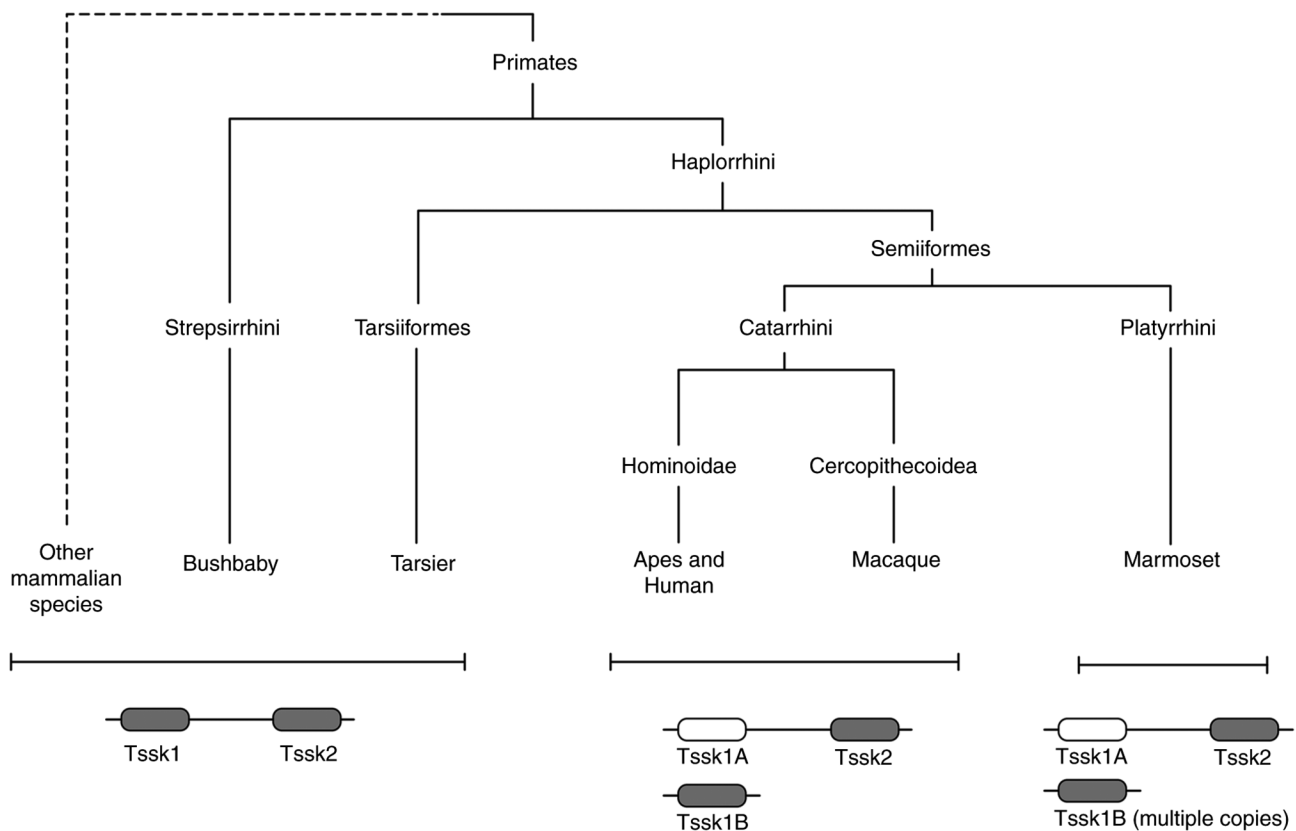 Primates
Haplorrhini
Semiiformes
Strepsirrhini
Tarsiiformes
Catarrhini
Platyrrhini
Hominoidae
Cercopithecoidea
Other
mammalian
species
Bushbaby
Tarsier
Apes and
Human
Macaque
Marmoset
Tssk1
Tssk2
Tssk1A
Tssk2
Tssk1B
Tssk1A
Tssk2
Tssk1B (multiple copies)